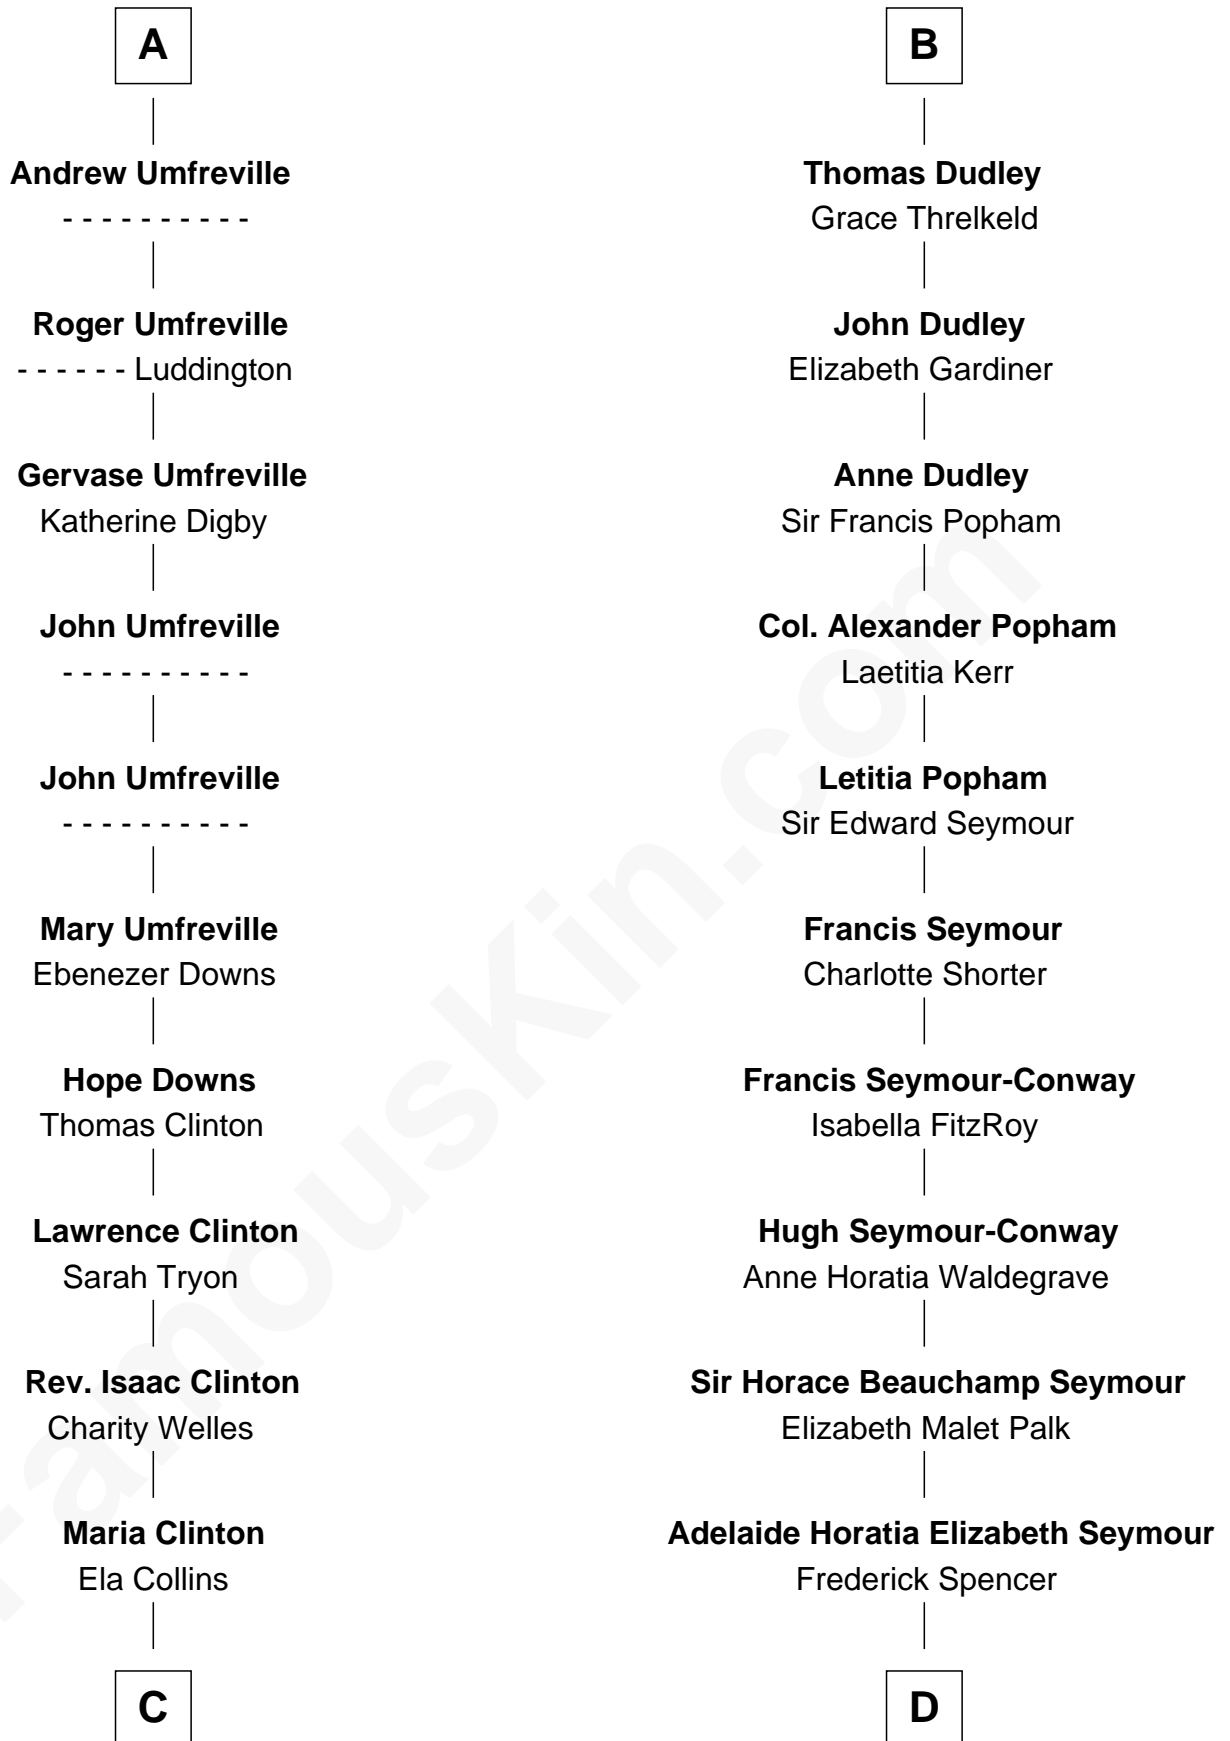 A
Andrew Umfreville
- - - - - - - - - -
Roger Umfreville
- - - - - - Luddington
Gervase Umfreville
Katherine Digby
John Umfreville
- - - - - - - - - -
John Umfreville
- - - - - - - - - -
Mary Umfreville
Ebenezer Downs
Hope Downs
Thomas Clinton
Lawrence Clinton
Sarah Tryon
Rev. Isaac Clinton
Charity Welles
Maria Clinton
Ela Collins
C
B
Thomas Dudley
Grace Threlkeld
John Dudley
Elizabeth Gardiner
Anne Dudley
Sir Francis Popham
Col. Alexander Popham
Laetitia Kerr
Letitia Popham
Sir Edward Seymour
Francis Seymour
Charlotte Shorter
Francis Seymour-Conway
Isabella FitzRoy
Hugh Seymour-Conway
Anne Horatia Waldegrave
Sir Horace Beauchamp Seymour
Elizabeth Malet Palk
Adelaide Horatia Elizabeth Seymour
Frederick Spencer
D
FamousKin.com